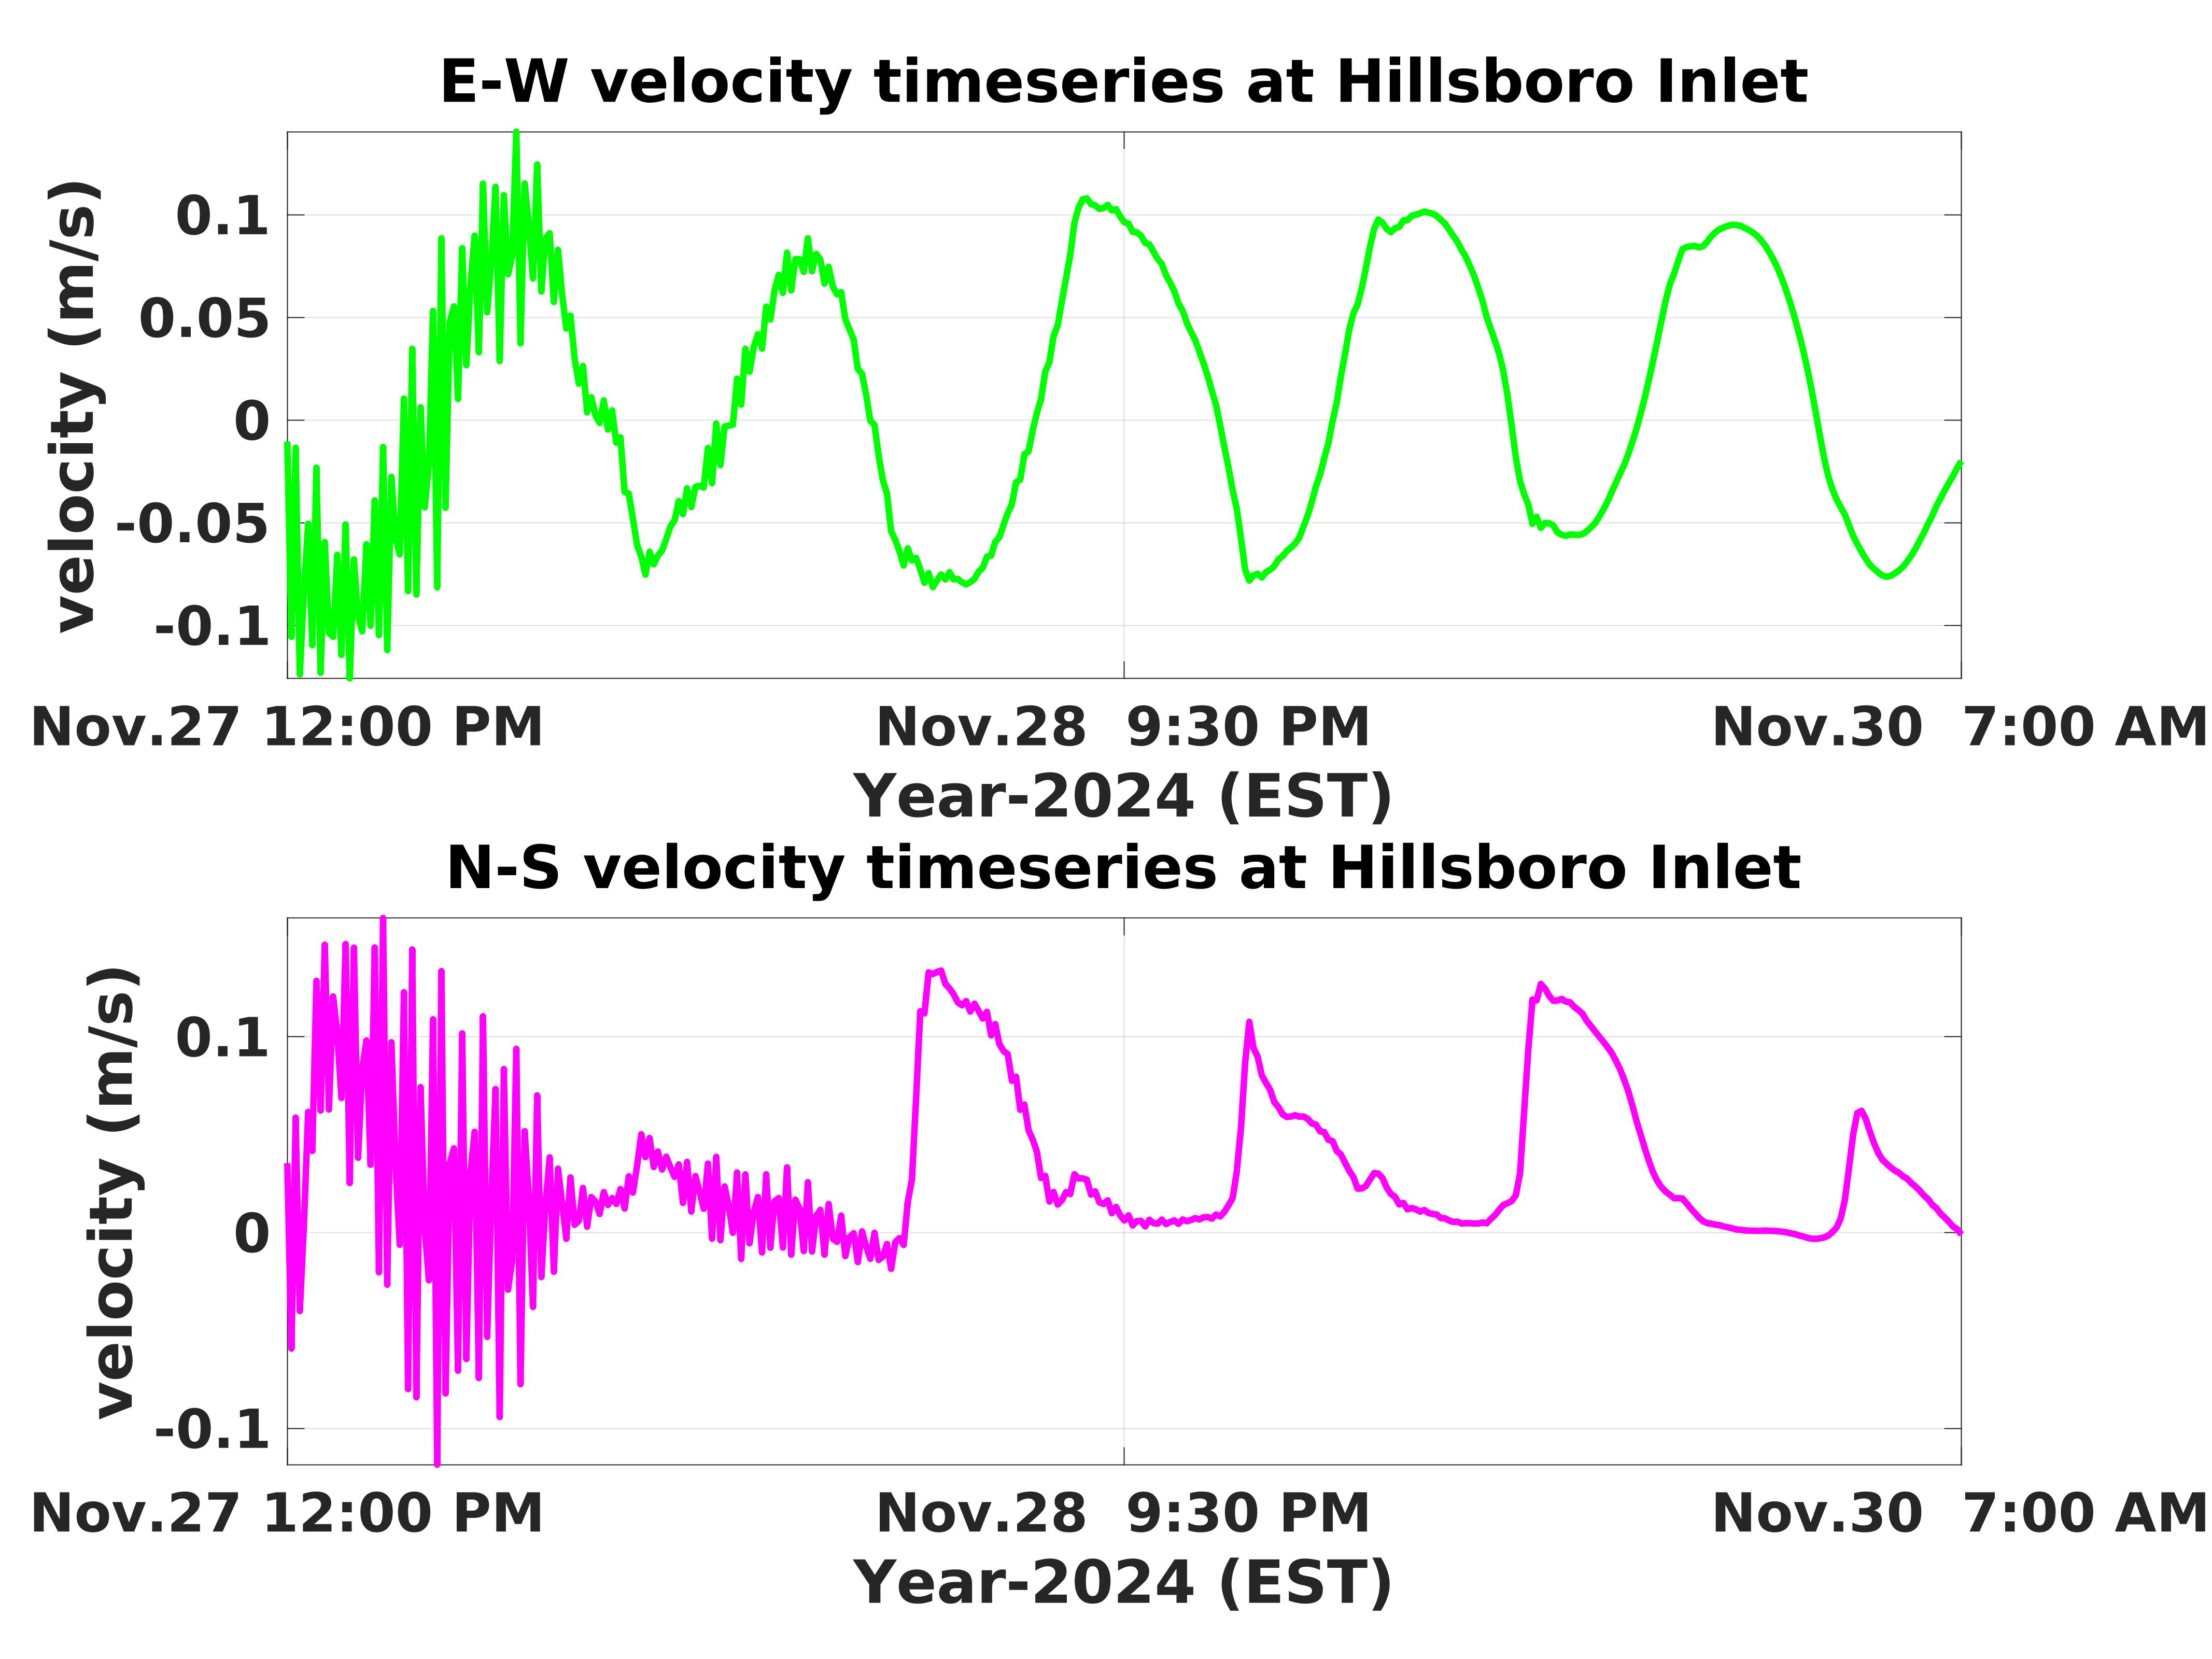 E-W velocity timeseries at Hillsboro Inlet
velocity (m/s)
0.1
0.05
0
-0.05
-0.1
Nov.27 12:00 PM
Nov.28  9:30 PM
Nov.30  7:00 AM
Year-2024 (EST)
N-S velocity timeseries at Hillsboro Inlet
velocity (m/s)
0.1
0
-0.1
Nov.27 12:00 PM
Nov.28  9:30 PM
Nov.30  7:00 AM
Year-2024 (EST)